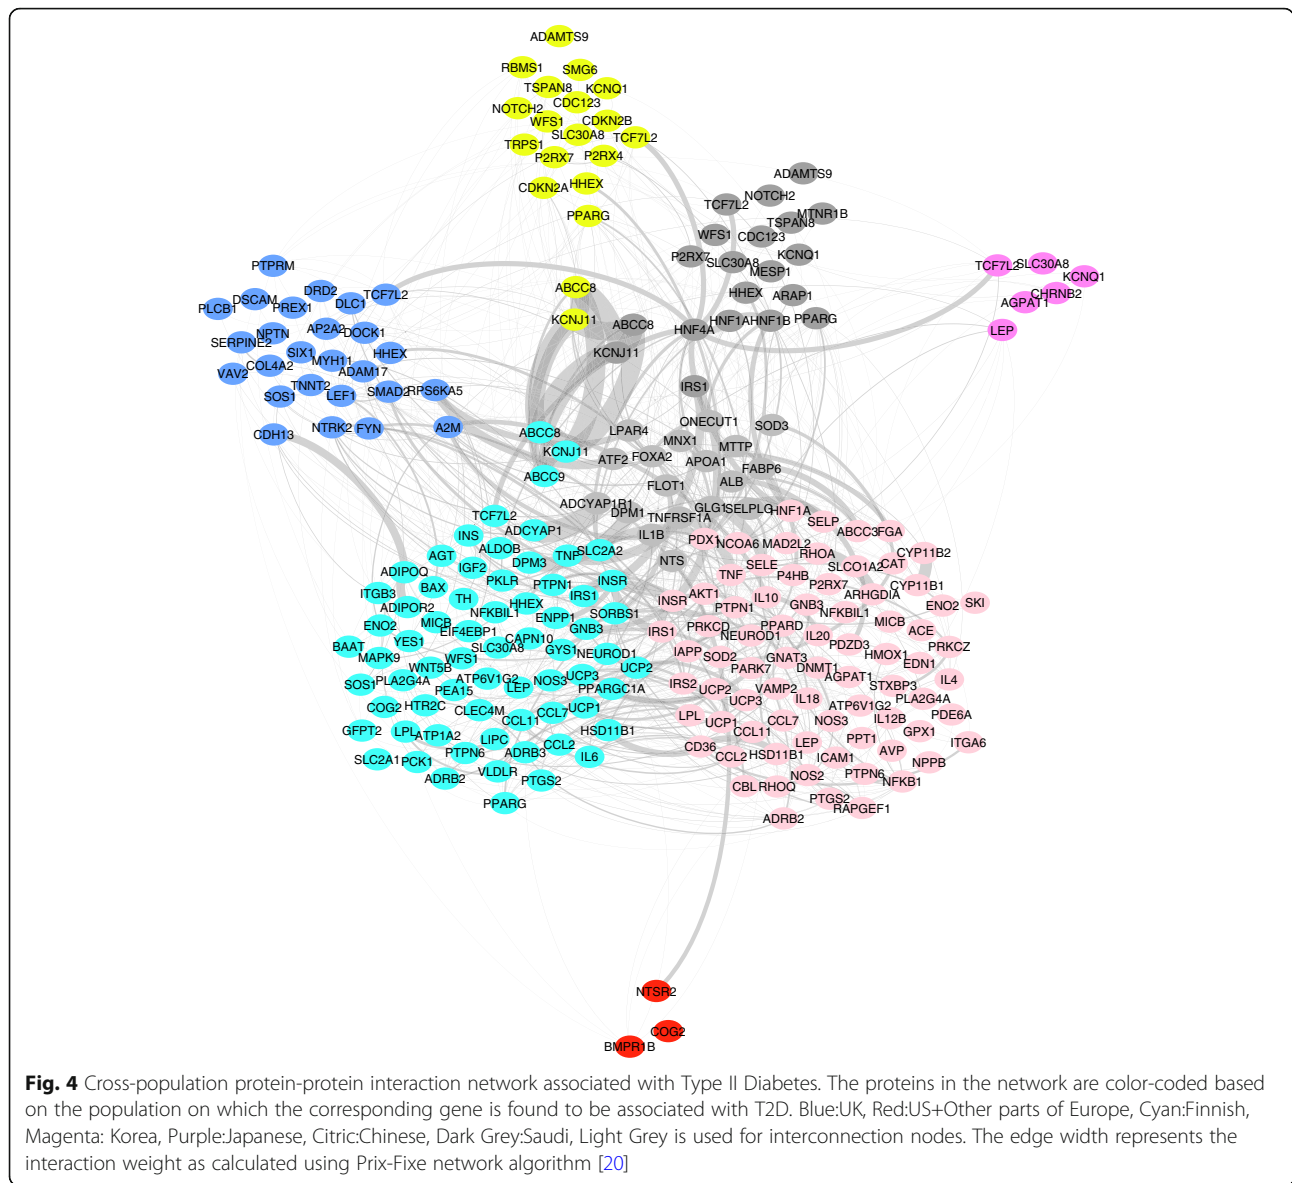 ADAMTS9
RBMS1
SMG6
TSPAN8
KCNQ1
NOTCH2
CDC123
WFS1
CDKN2B
SLC30A8
TCF7L2
TRPS1
P2RX7
P2RX4
CDKN2A
HHEX
PPARG
ABCC8
KCNJ11
ADAMTS9
NOTCH2
TCF7L2
MTNR1B
TSPAN8
WFS1
CDC123
P2RX7
SLC30A8
KCNQ1
MESP1
HHEX
ARAP1
HNF4A
HNF1A
HNF1B
PPARG
ABCC8
KCNJ11
IRS1
TCF7L2
SLC30A8
KCNQ1
CHRNB2
AGPAT1
LEP
PTPRM
DRD2
TCF7L2
DSCAM
PLCB1
PREX1
DLC1
NPTN
AP2A2
DOCK1
SERPINE2
SIX1
HHEX
VAV2
COL4A2
MYH11
ADAM17
TNNT2
SOS1
LEF1
SMAD2
RPS6KA5
CDH13
NTRK2
FYN
A2M
LPAR4
ONECUT1
SOD3
MNX1
MTTP
ATF2
FOXA2
APOA1
FABP6
FLOT1
ALB
ADCYAP1R1
DPM1
GLG1
SELPLG
TNFRSF1A
IL1B
NTS
ABCC8
KCNJ11
ABCC9
TCF7L2
INS
ADCYAP1
AGT
ALDOB
TNF
SLC2A2
ADIPOQ
IGF2
DPM3
ITGB3
BAX
PKLR
PTPN1
INSR
ADIPOR2
TH
HHEX
IRS1
NFKBIL1
SORBS1
ENO2
MICB
EIF4EBP1
ENPP1
GNB3
BAAT
YES1
CAPN10
MAPK9
SLC30A8
GYS1
NEUROD1
WNT5B
WFS1
UCP2
SOS1
PLA2G4A
ATP6V1G2
NOS3
UCP3
PEA15
LEP
PPARGC1A
COG2
HTR2C
CLEC4M
CCL7
UCP1
GFPT2
LPL
ATP1A2
CCL11
HSD11B1
LIPC
SLC2A1
PCK1
PTPN6
ADRB3
CCL2
IL6
ADRB2
VLDLR
PTGS2
PPARG
HNF1A
SELP
ABCC3
FGA
PDX1
NCOA6
MAD2L2
RHOA
CYP11B2
SELE
SLCO1A2
CAT
TNF
P4HB
P2RX7
CYP11B1
AKT1
ARHGDIA
INSR
IL10
GNB3
ENO2
SKI
PTPN1
NFKBIL1
MICB
PRKCD
PPARD
IRS1
NEUROD1
IL20
ACE
PDZD3
PRKCZ
IAPP
SOD2
GNAT3
HMOX1
EDN1
PARK7
DNMT1
AGPAT1
IRS2
UCP2
VAMP2
STXBP3
IL4
UCP3
IL18
PLA2G4A
ATP6V1G2
LPL
UCP1
CCL7
NOS3
IL12B
PDE6A
CCL11
GPX1
CD36
LEP
PPT1
ITGA6
CCL2
HSD11B1
ICAM1
AVP
NPPB
CBL
RHOQ
NOS2
PTPN6
NFKB1
PTGS2
RAPGEF1
ADRB2
NTSR2
COG2
BMPR1B
Fig. 4 Cross-population protein-protein interaction network associated with Type II Diabetes. The proteins in the network are color-coded based
on the population on which the corresponding gene is found to be associated with T2D. Blue:UK, Red:US+Other parts of Europe, Cyan:Finnish,
Magenta: Korea, Purple:Japanese, Citric:Chinese, Dark Grey:Saudi, Light Grey is used for interconnection nodes. The edge width represents the
interaction weight as calculated using Prix-Fixe network algorithm [20]